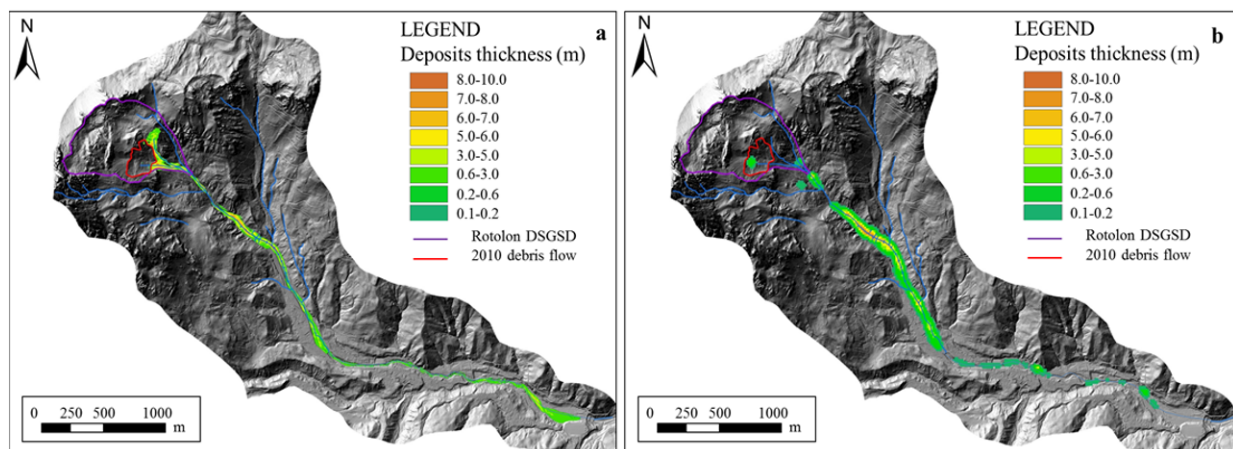 N
LEGEND
a
Deposits thickness (m)
8.0-10.0
7.0-8.0
6.0-7.0
5.0-6.0
3.0-5.0
0.6-3.0
0.2-0.6
0.1-0.2
Rotolon DSGSD
2010 debris flow
0 250 500 1000
m
N
LEGEND
b
Deposits thickness (m)
8.0-10.0
7.0-8.0
6.0-7.0
5.0-6.0
3.0-5.0
0.6-3.0
0.2-0.6
0.1-0.2
Rotolon DSGSD
2010 debris flow
0 250 500 1000
m